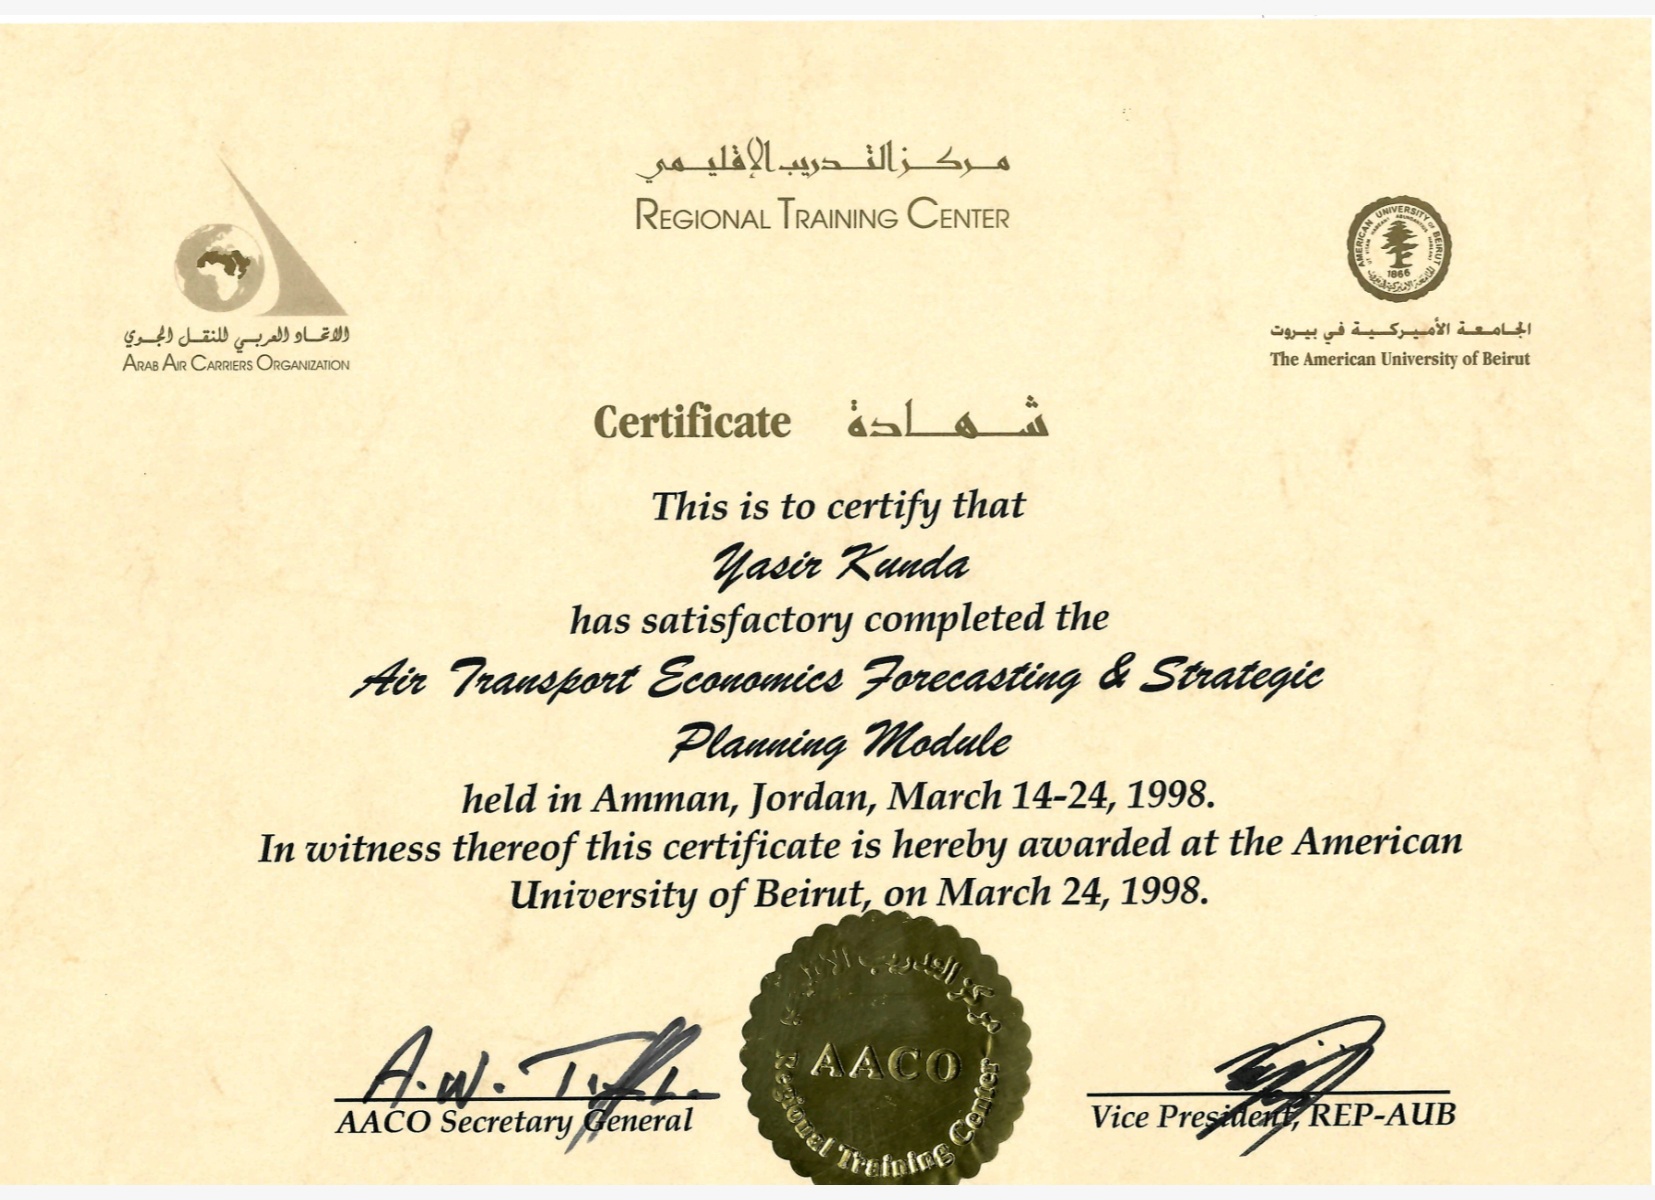 مركز التدريب الإقليمي
REGIONAL TRAINING CENTER
الاتحاد العربي للنقل الجوي
ARAB AIR CARRIERS ORGANIZATION
AMERICAN UNIVERSITY of BEIRUT
1866
الجامعة الأميركية في بيروت
The American University of Beirut
Certificate شهادة
This is to certify that
Yasir Kunda
has satisfactory completed the
Air Transport Economics Forecasting & Strategic
Planning Module
held in Amman, Jordan, March 14-24, 1998.
In witness thereof this certificate is hereby awarded at the American
University of Beirut, on March 24, 1998.
مركز التدريب الإقليمي
AACO
Regional Training Center
A.W. 
AACO Secretary General
Vice President, REP-AUB